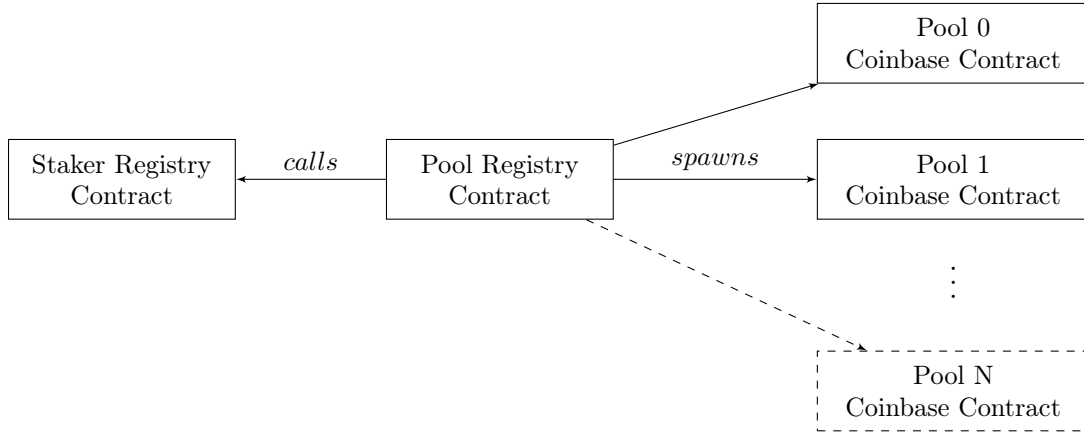 Pool 0
Coinbase Contract
Staker Registry
Contract
calls
Pool Registry
Contract
spawns
Pool 1
Coinbase Contract
⋮
Pool N
Coinbase Contract